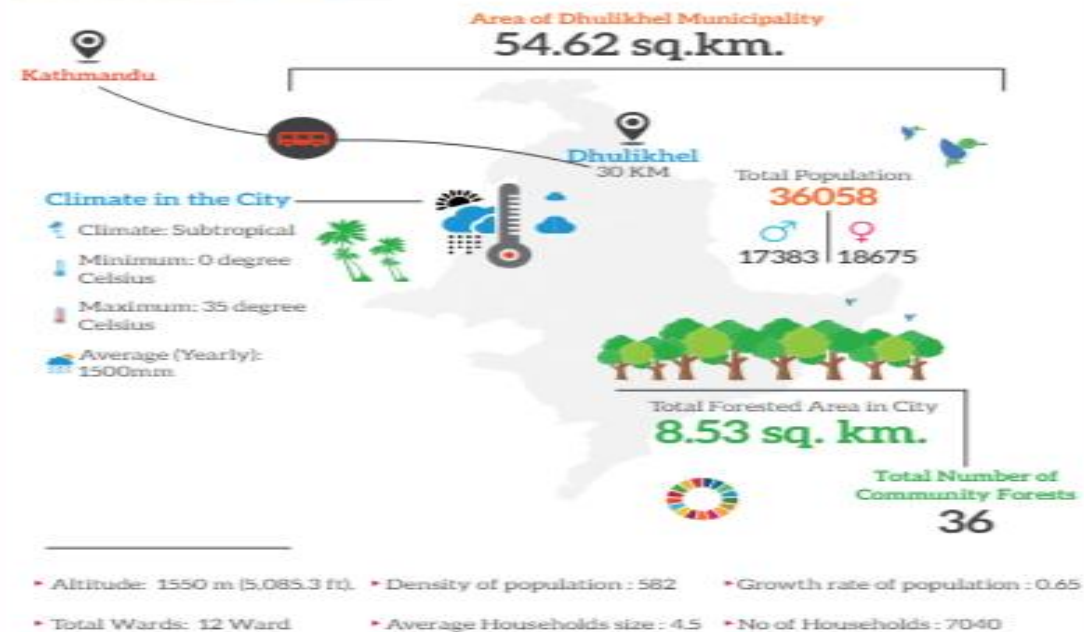 Area of Dhulikhel Municipality
54.62 sq.km.
Kathmandu
Dhulikhel
30 KM
Total Population
36058
17383 | 18675
Climate in the City
Climate: Subtropical
Minimum: 0 degree
Celsius
Maximum: 35 degree
Celsius
Average (Yearly):
1500mm
Total Forested Area in City
8.53 sq. km.
Total Number of
Community Forests
36
Altitude: 1550 m (5,085.3 ft).
Density of population : 582
Growth rate of population : 0.65
Total Wards: 12 Ward
Average Households size : 4.5
No of Households : 7040